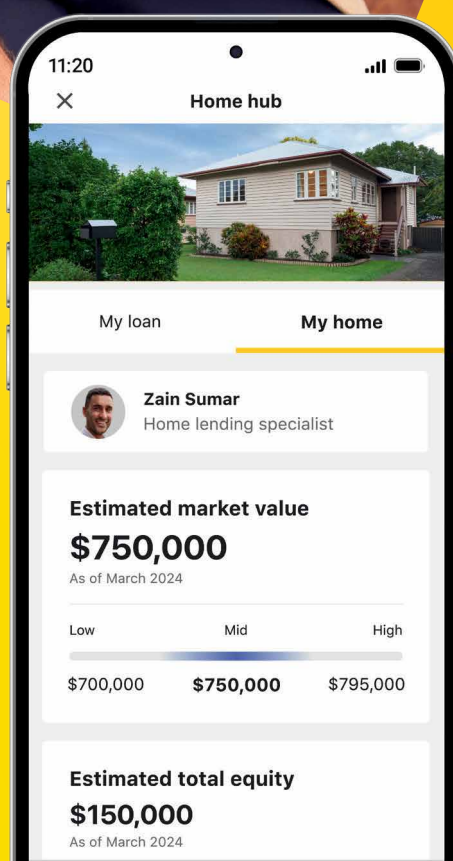 11:20
Home hub
My loan
My home
Zain Sumar
Home lending specialist
Estimated market value
$750,000
As of March 2024
Low Mid High
$700,000 $750,000 $795,000
Estimated total equity
$150,000
As of March 2024